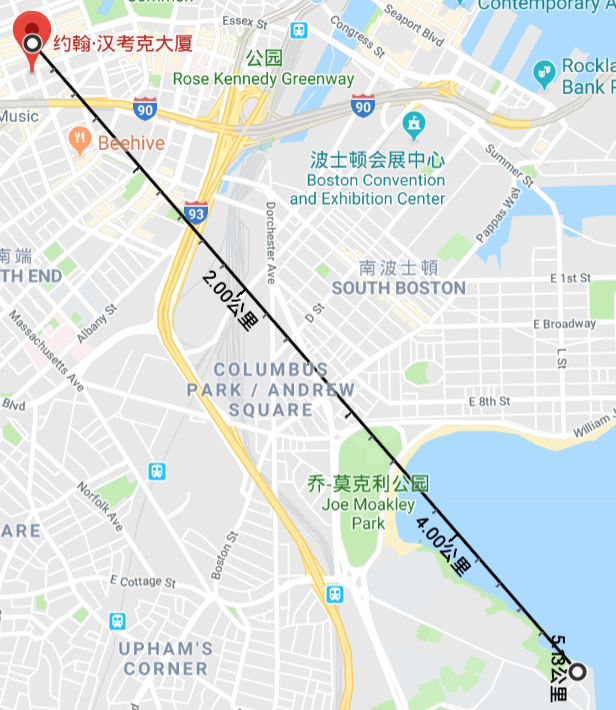 Common
Contemporary A
Essex St
Seaport Blvd
Congress St
约翰·汉考克大厦
93
公园
Rose Kennedy Greenway
Rockla
Bank P
90
90
Music
Beehive
波士顿会展中心
Boston Convention
and Exhibition Center
Summer St
Pappas Way
93
Dorchester Ave
南端
TH END
南波士頓
SOUTH BOSTON
E 1st St
2.00公里
D St
Albany St
Massachusetts Ave
E Broadway
L St
COLUMBUS
PARK / ANDREW
SQUARE
Blvd
E 8th St
William J
乔-莫克利公园
Joe Moakley
Park
Norfolk Ave
ARE
4.00公里
Boston St
E Cottage St
UPHAM'S
CORNER
5.13公里